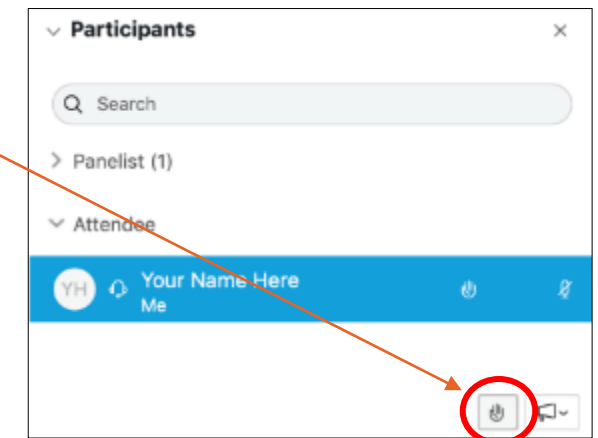 Participants
Search
Panelist (1)
Attendee
YH
Your Name Here
Me